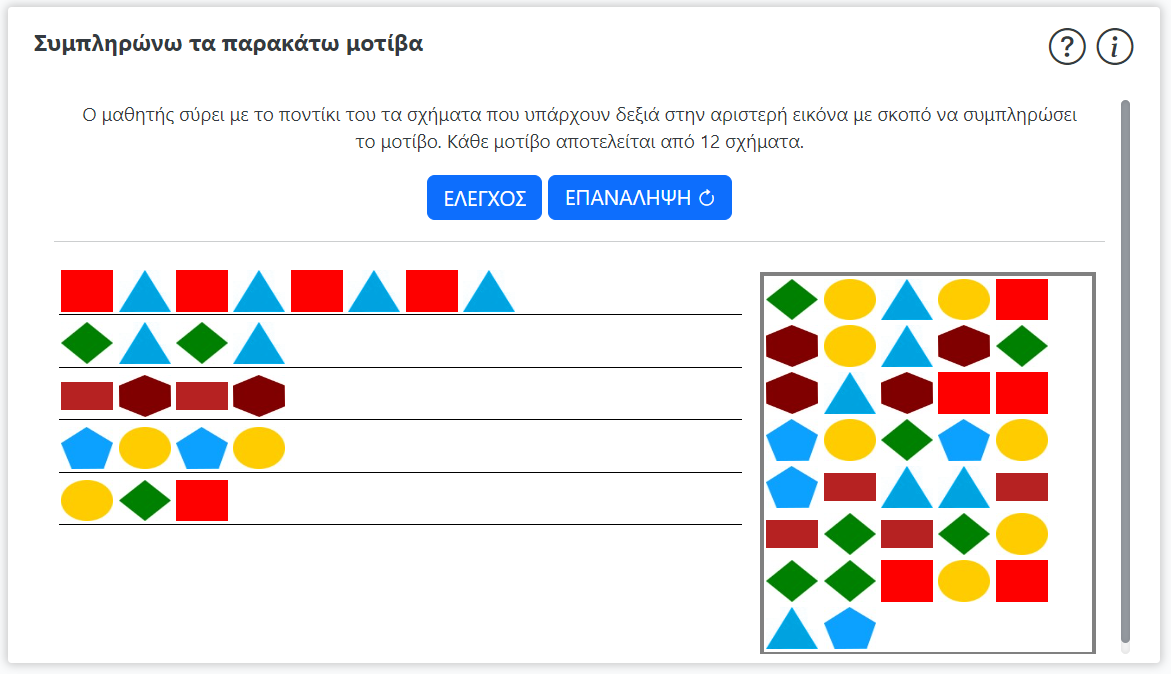 Συμπληρώνω τα παρακάτω μοτίβα
? i
Ο μαθητής σύρει με το ποντίκι του τα σχήματα που υπάρχουν δεξιά στην αριστερή εικόνα με σκοπό να συμπληρώσει
το μοτίβο. Κάθε μοτίβο αποτελείται από 12 σχήματα.
ΕΛΕΓΧΟΣ ΕΠΑΝΑΛΗΨΗ